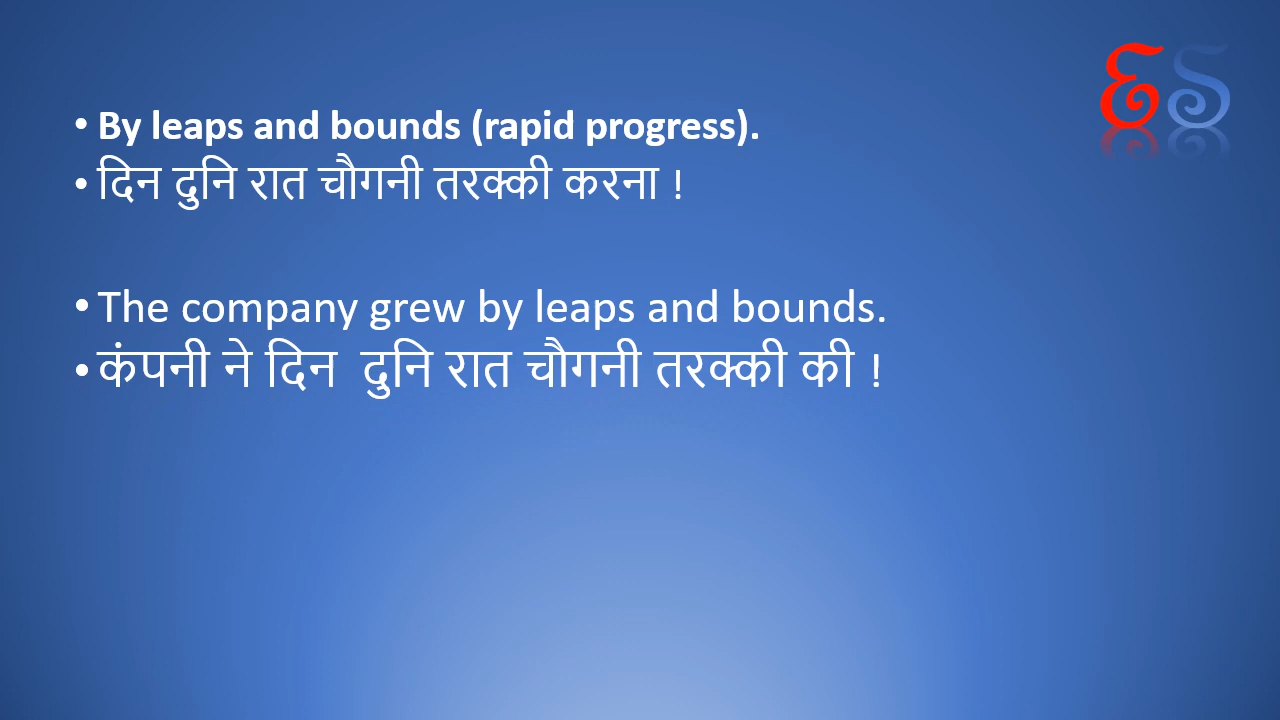 ES
• By leaps and bounds (rapid progress).
• दिन दुनि रात चौगनी तरक्की करना !
• The company grew by leaps and bounds.
• कंपनी ने दिन  दुनि रात चौगनी तरक्की की !